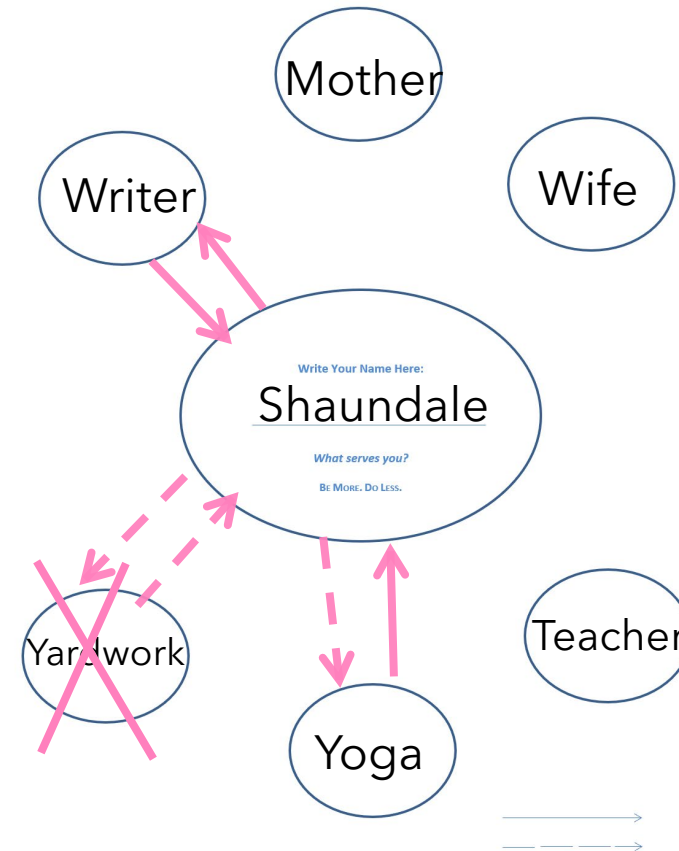 Mother
Wife
Writer
Write Your Name Here:
Shaundale
What serves you?
BE MORE. DO LESS.
Teacher
Yardwork
Yoga